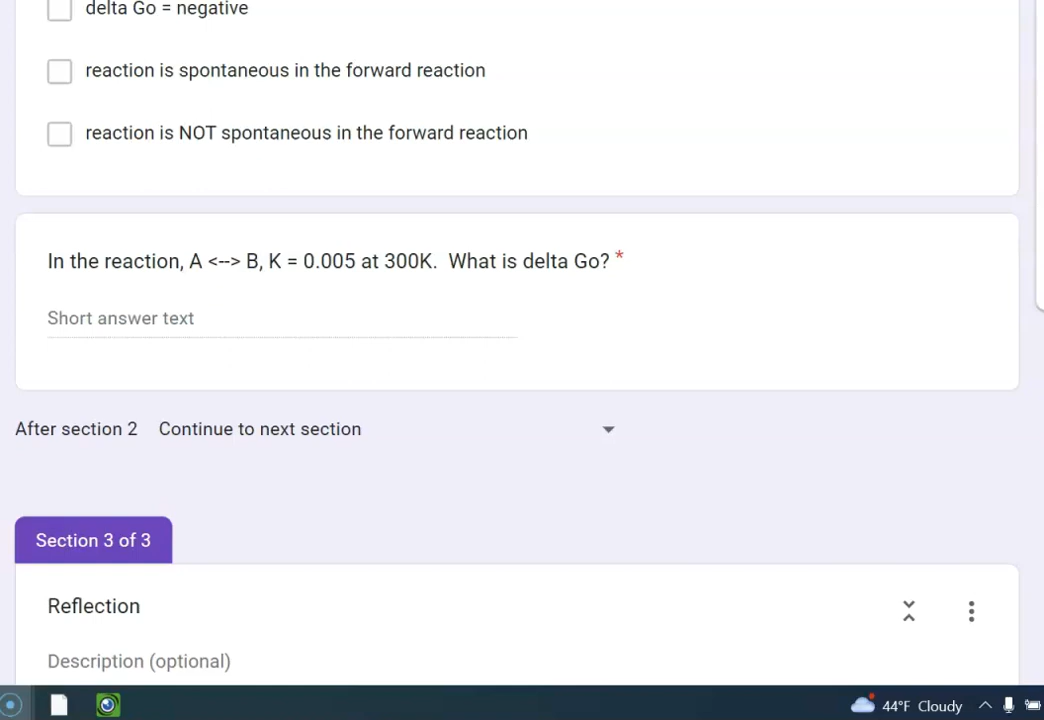 delta Go = negative
reaction is spontaneous in the forward reaction
reaction is NOT spontaneous in the forward reaction
In the reaction, A <--> B, K = 0.005 at 300K.  What is delta Go? *
Short answer text
After section 2 Continue to next section
Section 3 of 3
Reflection
Description (optional)
44°F Cloudy